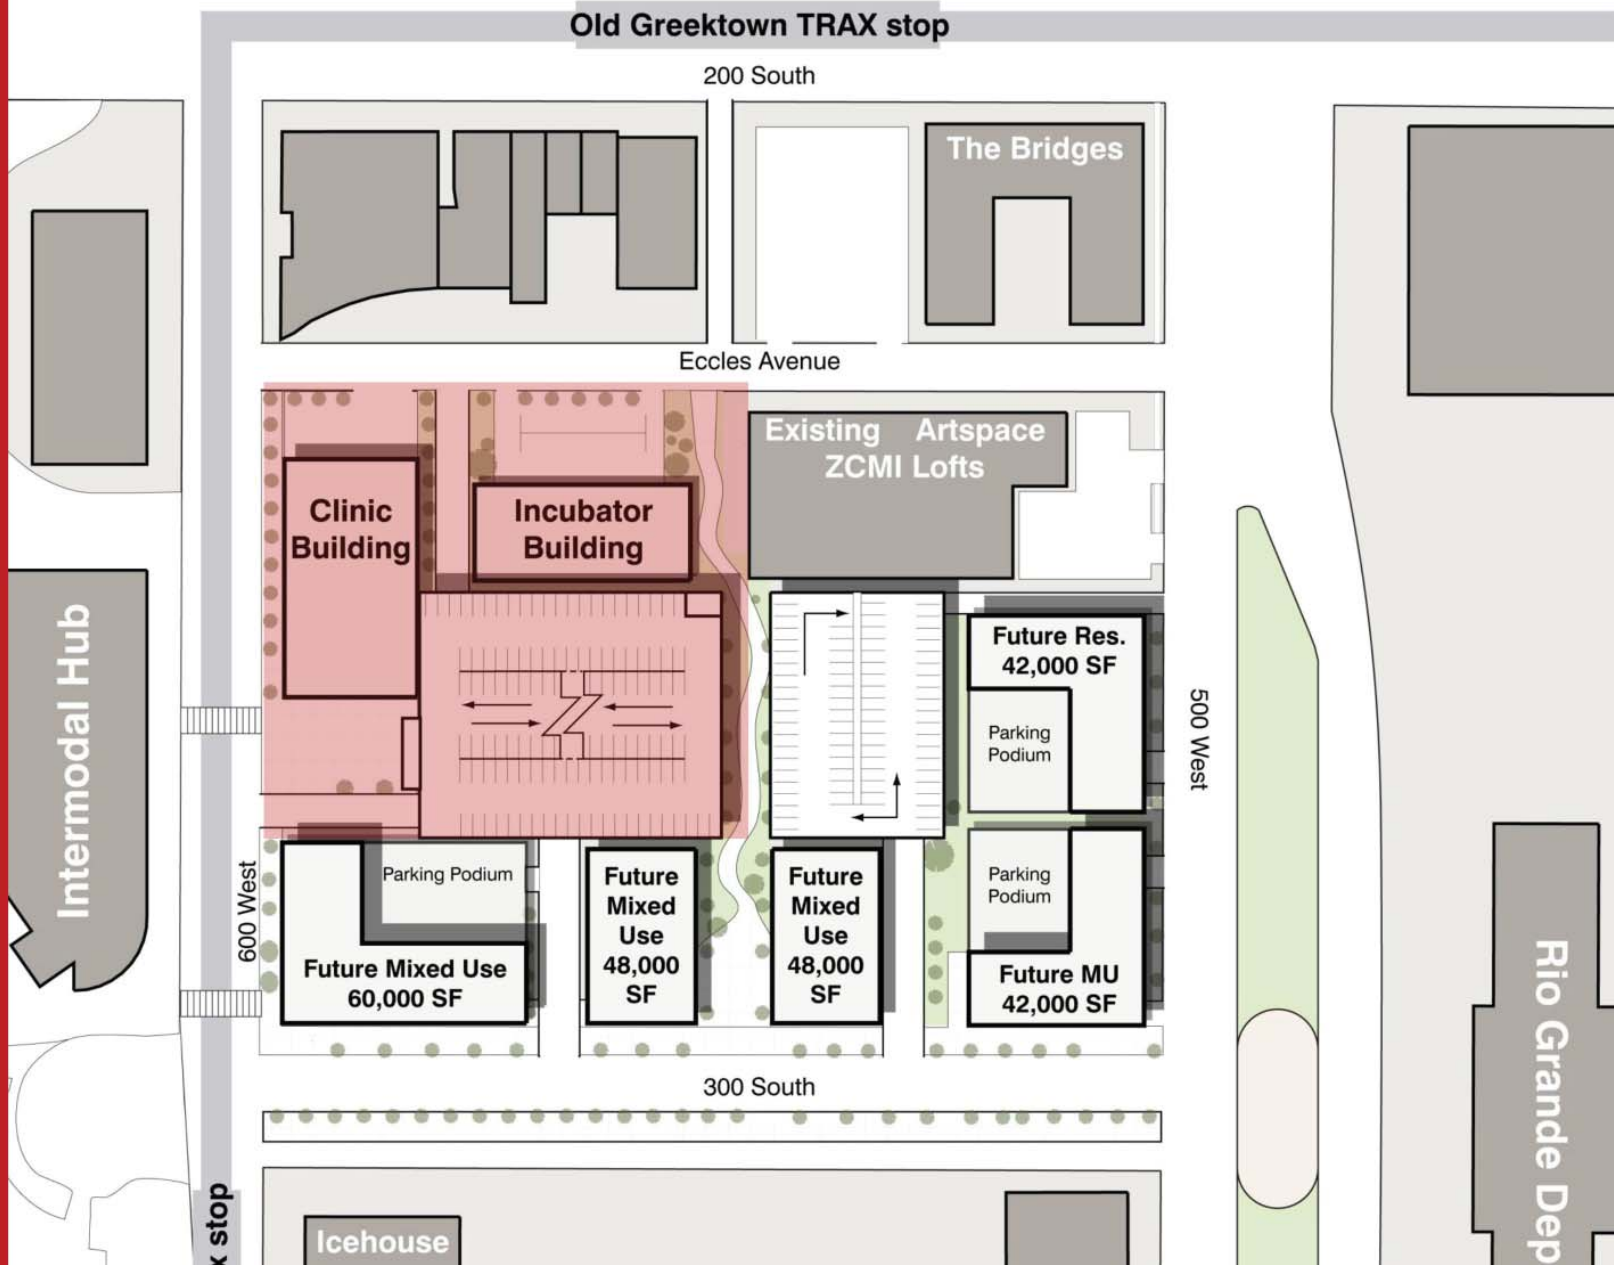 Old Greektown TRAX stop
200 South
The Bridges
Eccles Avenue
Existing Artspace
ZCMI Lofts
Clinic
Building
Incubator
Building
Intermodal Hub
Future Res.
42,000 SF
Parking
Podium
500 West
600 West
Parking Podium
Future Mixed Use
60,000 SF
Future
Mixed
Use
48,000
SF
Future
Mixed
Use
48,000
SF
Parking
Podium
Future MU
42,000 SF
Rio Grande Dep
300 South
x stop
Icehouse